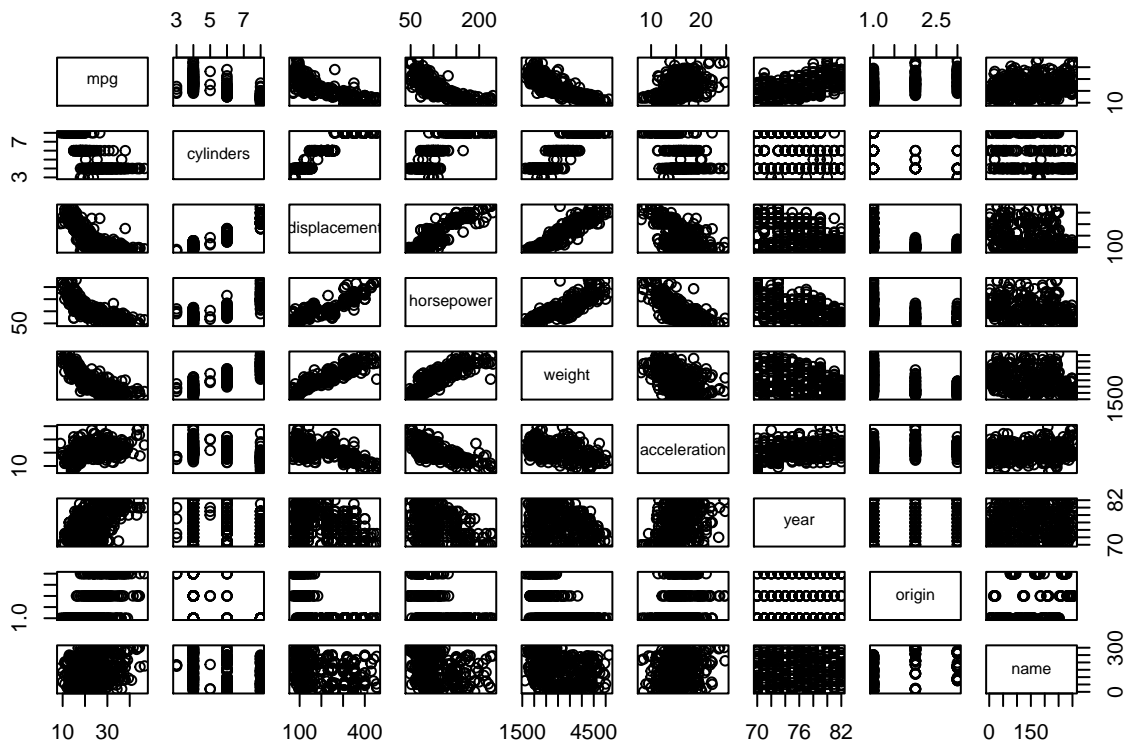 3 5 7 50 200 10 20 1.0 2.5
mpg 10
7 3 cylinders
displacement 100
50 horsepower
weight 1500
10 acceleration
year 82 70
1.0 origin
name 300 0
10 30 100 400 1500 4500 70 76 82 0 150